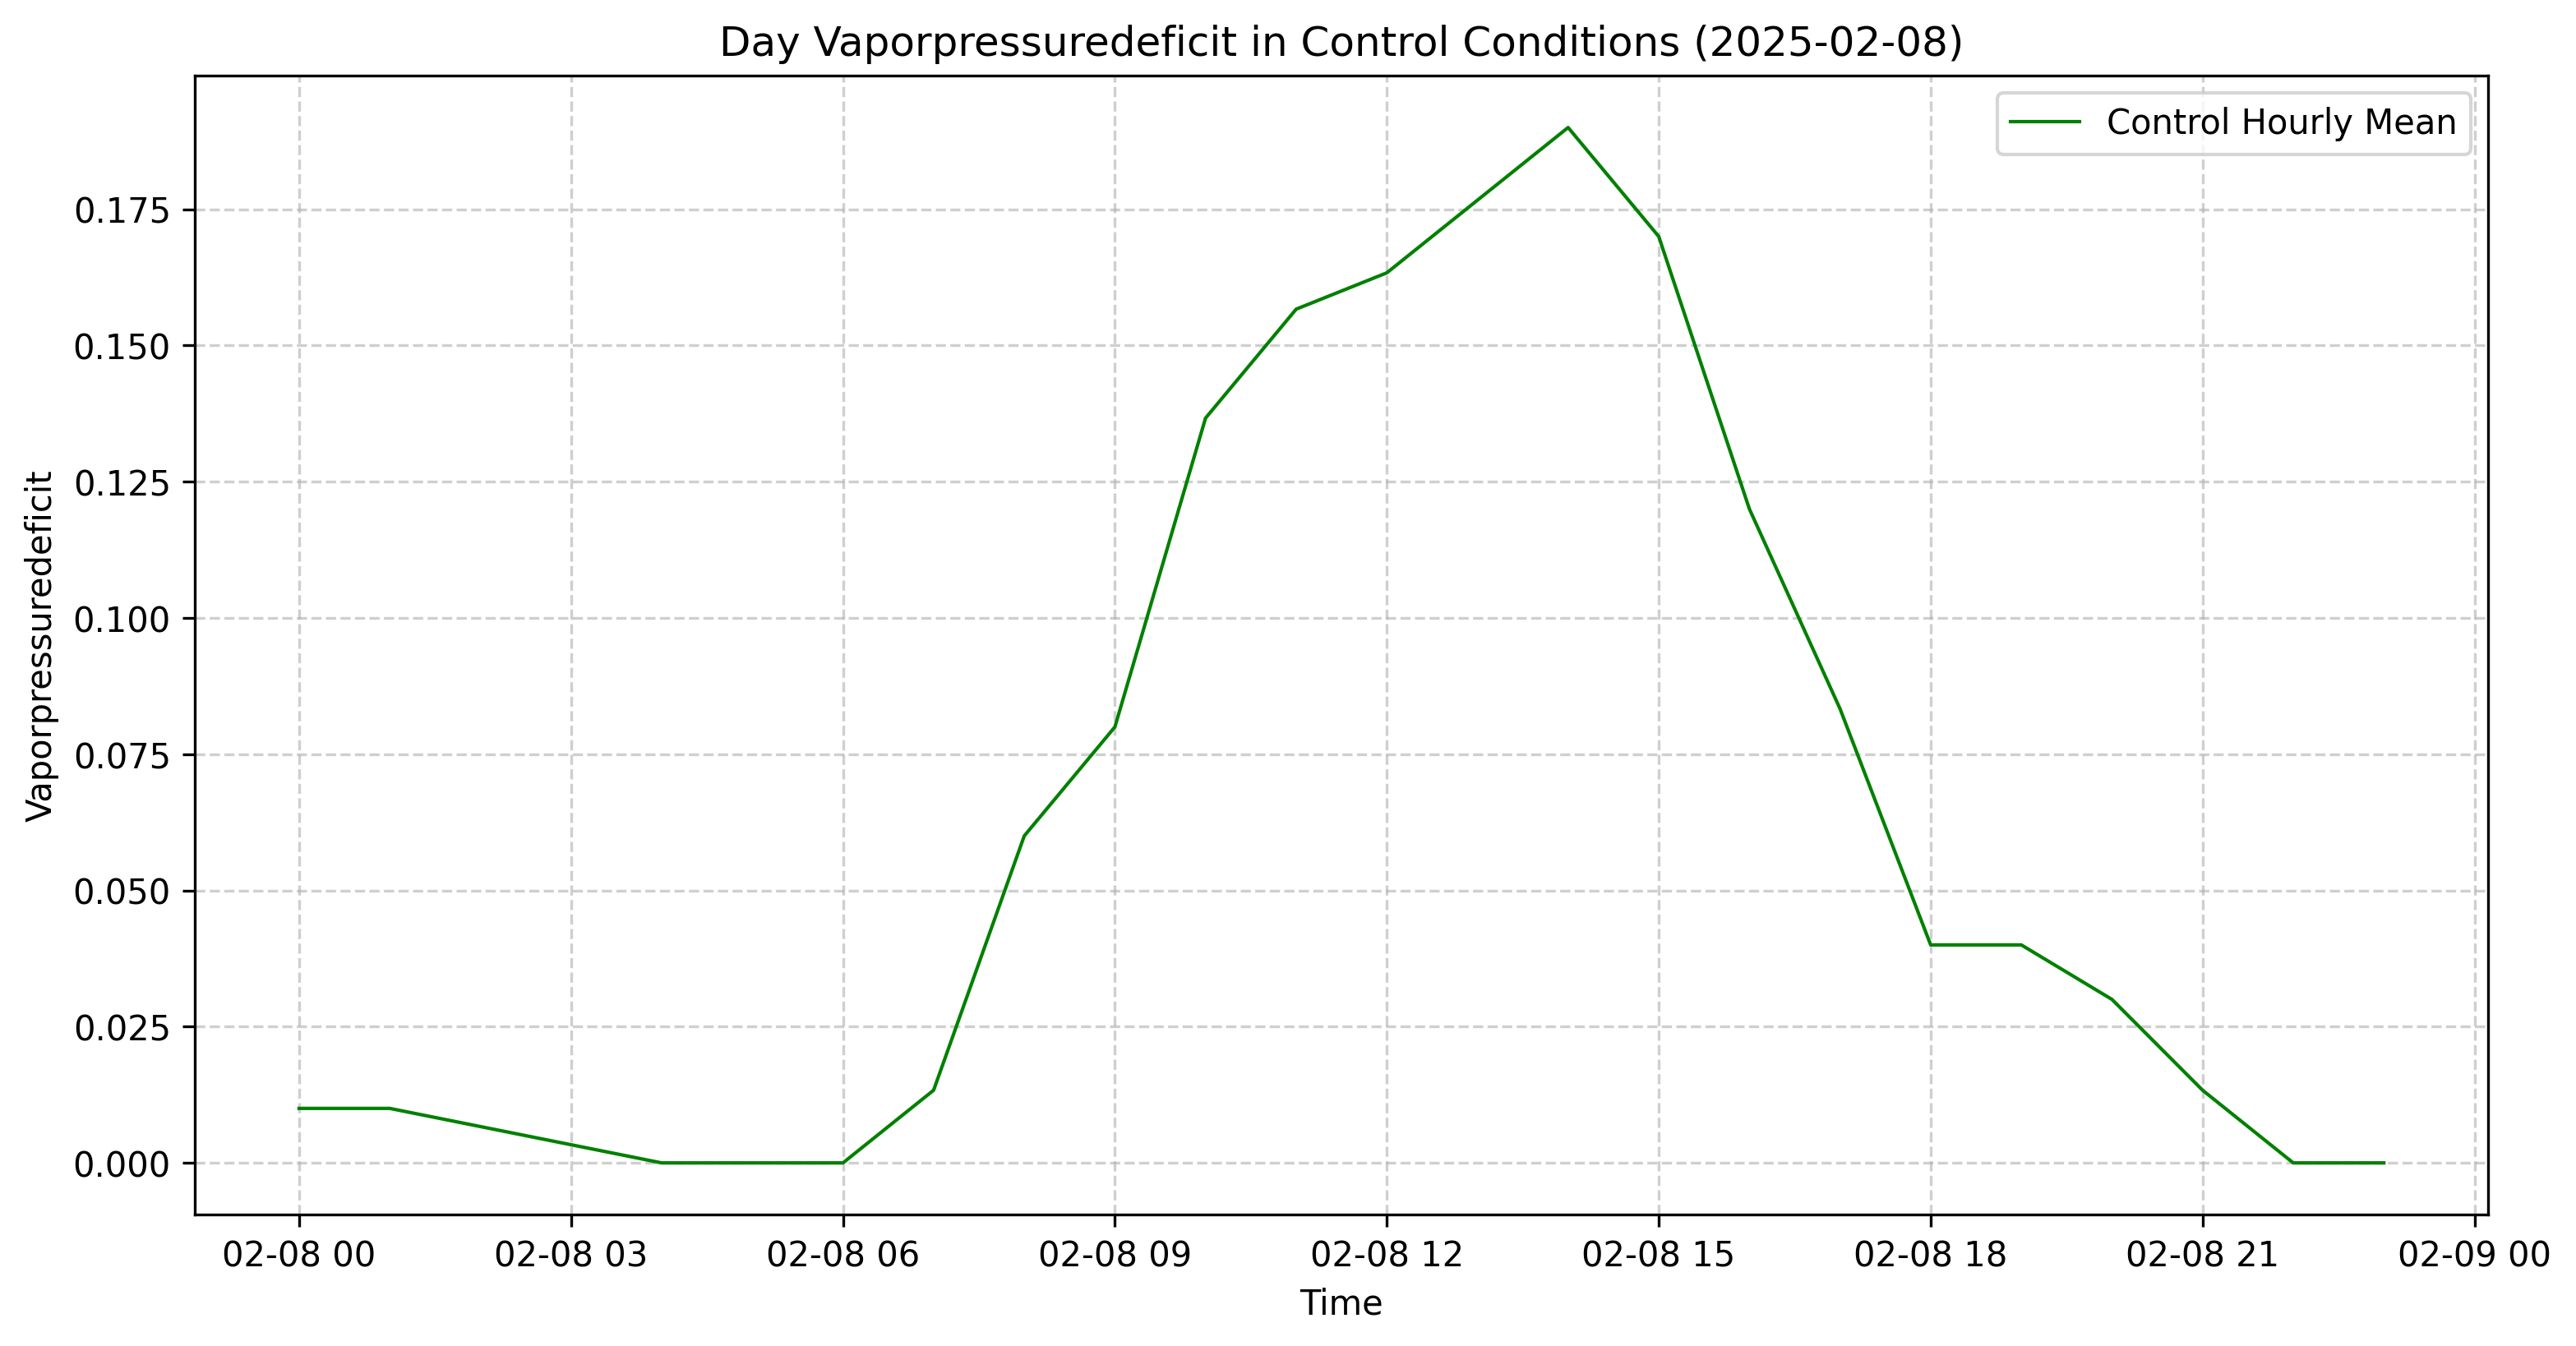 Day Vaporpressuredeficit in Control Conditions (2025-02-08)
Control Hourly Mean
Vaporpressuredeficit
0.175
0.150
0.125
0.100
0.075
0.050
0.025
0.000
02-08 00 02-08 03 02-08 06 02-08 09 02-08 12 02-08 15 02-08 18 02-08 21 02-09 00
Time